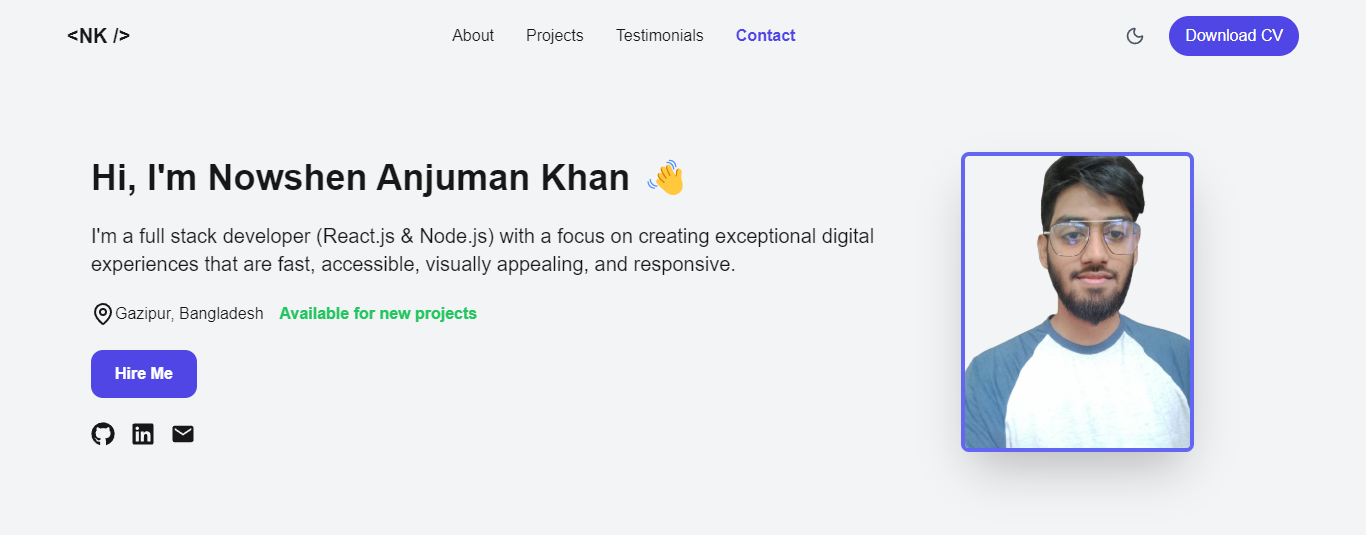 <NK />
About
Projects
Testimonials
Contact
Download CV
Hi, I'm Nowshen Anjuman Khan 👋
I'm a full stack developer (React.js & Node.js) with a focus on creating exceptional digital
experiences that are fast, accessible, visually appealing, and responsive.
Gazipur, Bangladesh
Available for new projects
Hire Me
in